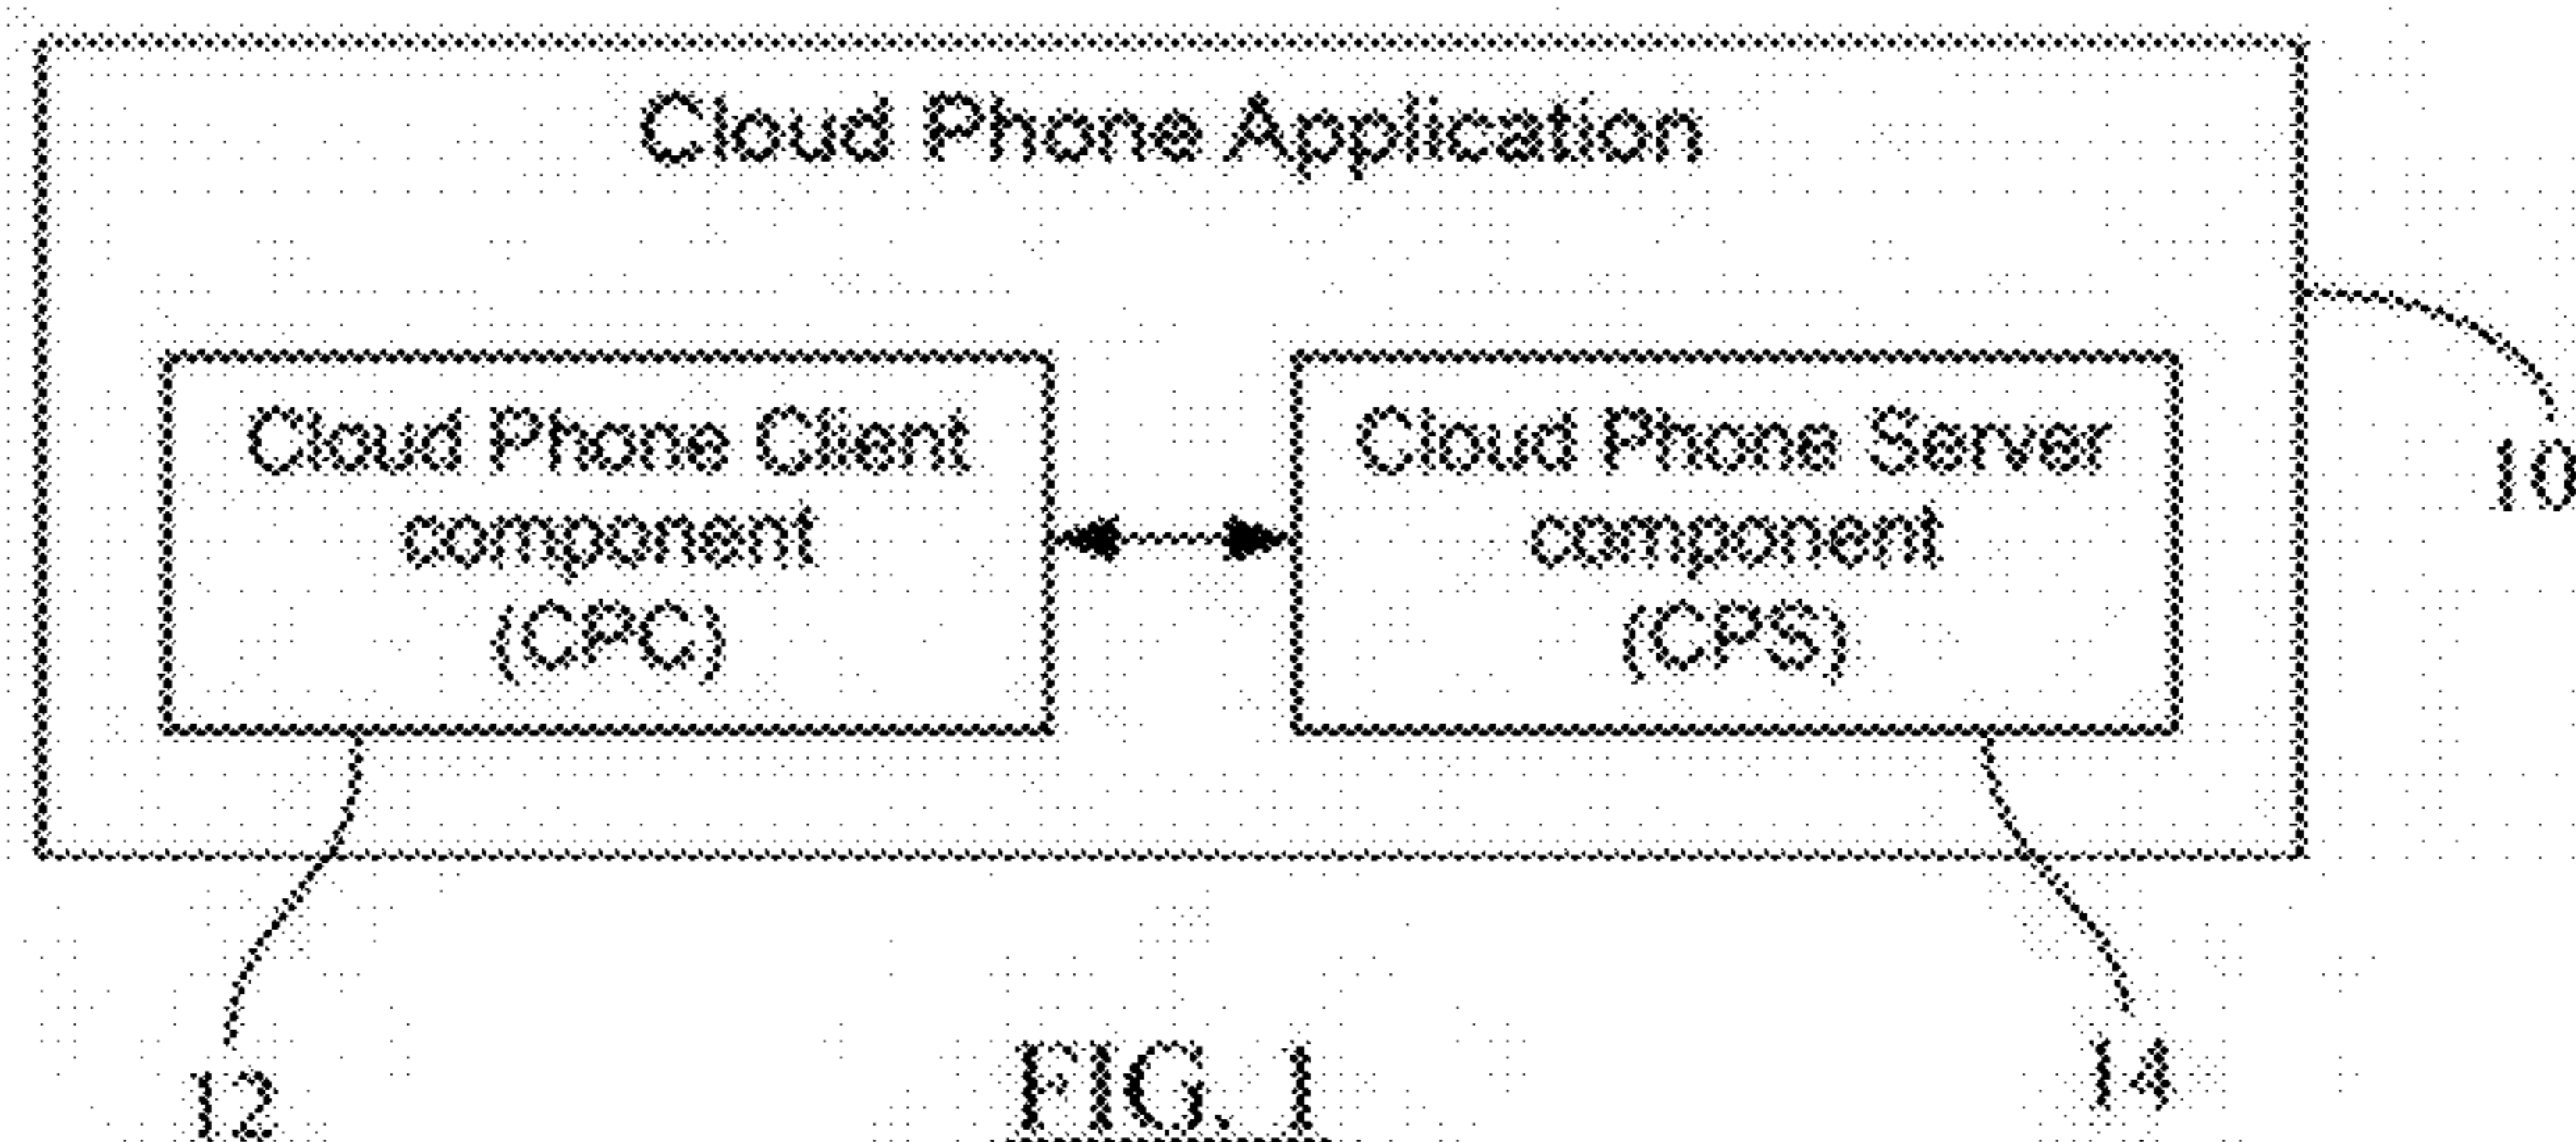 Cloud Phone Application
Cloud Phone Client
component
(CPC)
Cloud Phone Server
component
(CPS)
10
12
14
FIG. 1